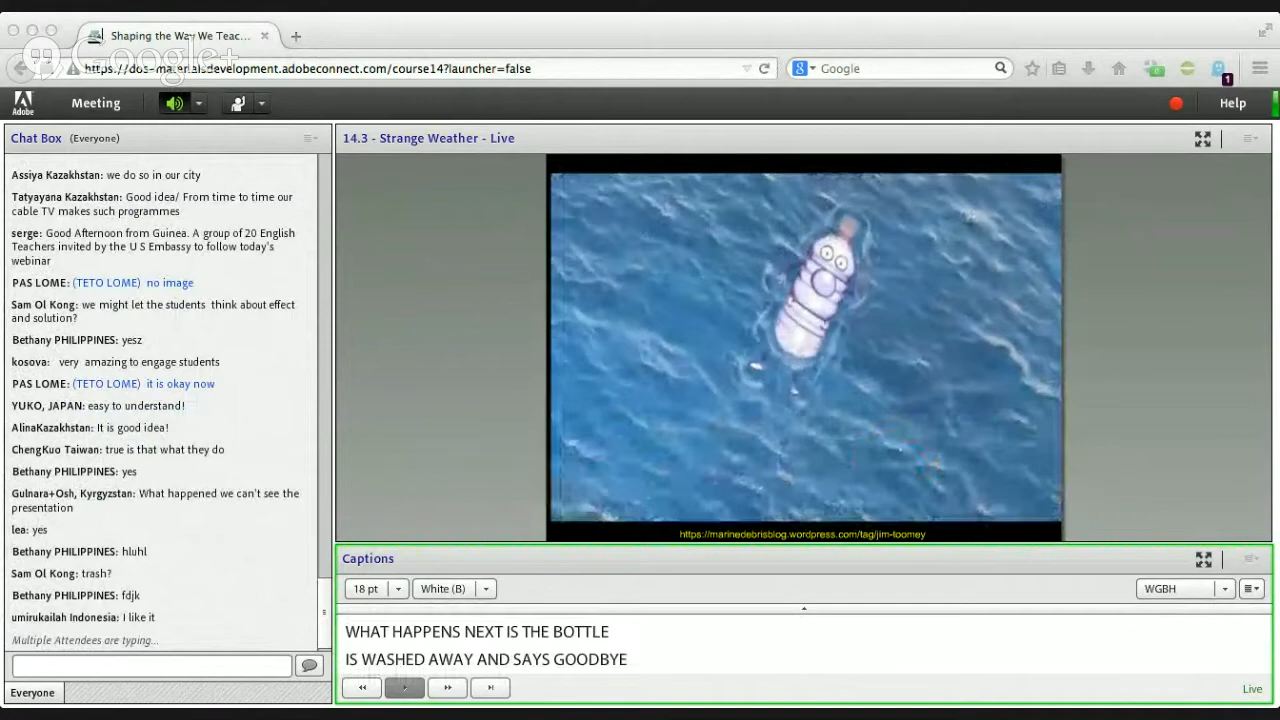 Shaping the Way We Teac...
Google+
https://dos-materialsdevelopment.adobeconnect.com/course14?launcher=false
Google
1
Adobe
Meeting
Help
Chat Box (Everyone)
Assiya Kazakhstan: we do so in our city
Tatyayana Kazakhstan: Good idea/ From time to time our
cable TV makes such programmes
serge: Good Afternoon from Guinea. A group of 20 English
Teachers invited by the U S Embassy to follow today's
webinar
PAS LOME: (TETO LOME) no image
Sam Ol Kong: we might let the students think about effect
and solution?
Bethany PHILIPPINES: yesz
kosova: very amazing to engage students
PAS LOME: (TETO LOME) it is okay now
YUKO, JAPAN: easy to understand!
AlinaKazakhstan: It is good idea!
ChengKuo Taiwan: true is that what they do
Bethany PHILIPPINES: yes
Gulnara+Osh, Kyrgyzstan: What happened we can't see the
presentation
lea: yes
Bethany PHILIPPINES: hluhl
Sam Ol Kong: trash?
Bethany PHILIPPINES: fdjk
umirukailah Indonesia: I like it
Multiple Attendees are typing...
Everyone
14.3 - Strange Weather - Live
https://marinedebrisblog.wordpress.com/tag/jim-toomey
Captions
18 pt
White (B)
WGBH
WHAT HAPPENS NEXT IS THE BOTTLE
IS WASHED AWAY AND SAYS GOODBYE
Live